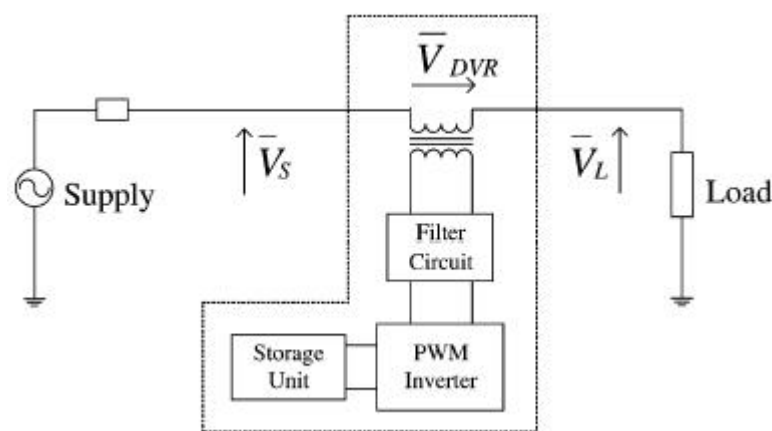 V̅ DVR
V̅S
V̅L
Supply
Load
Filter
Circuit
Storage
Unit
PWM
Inverter